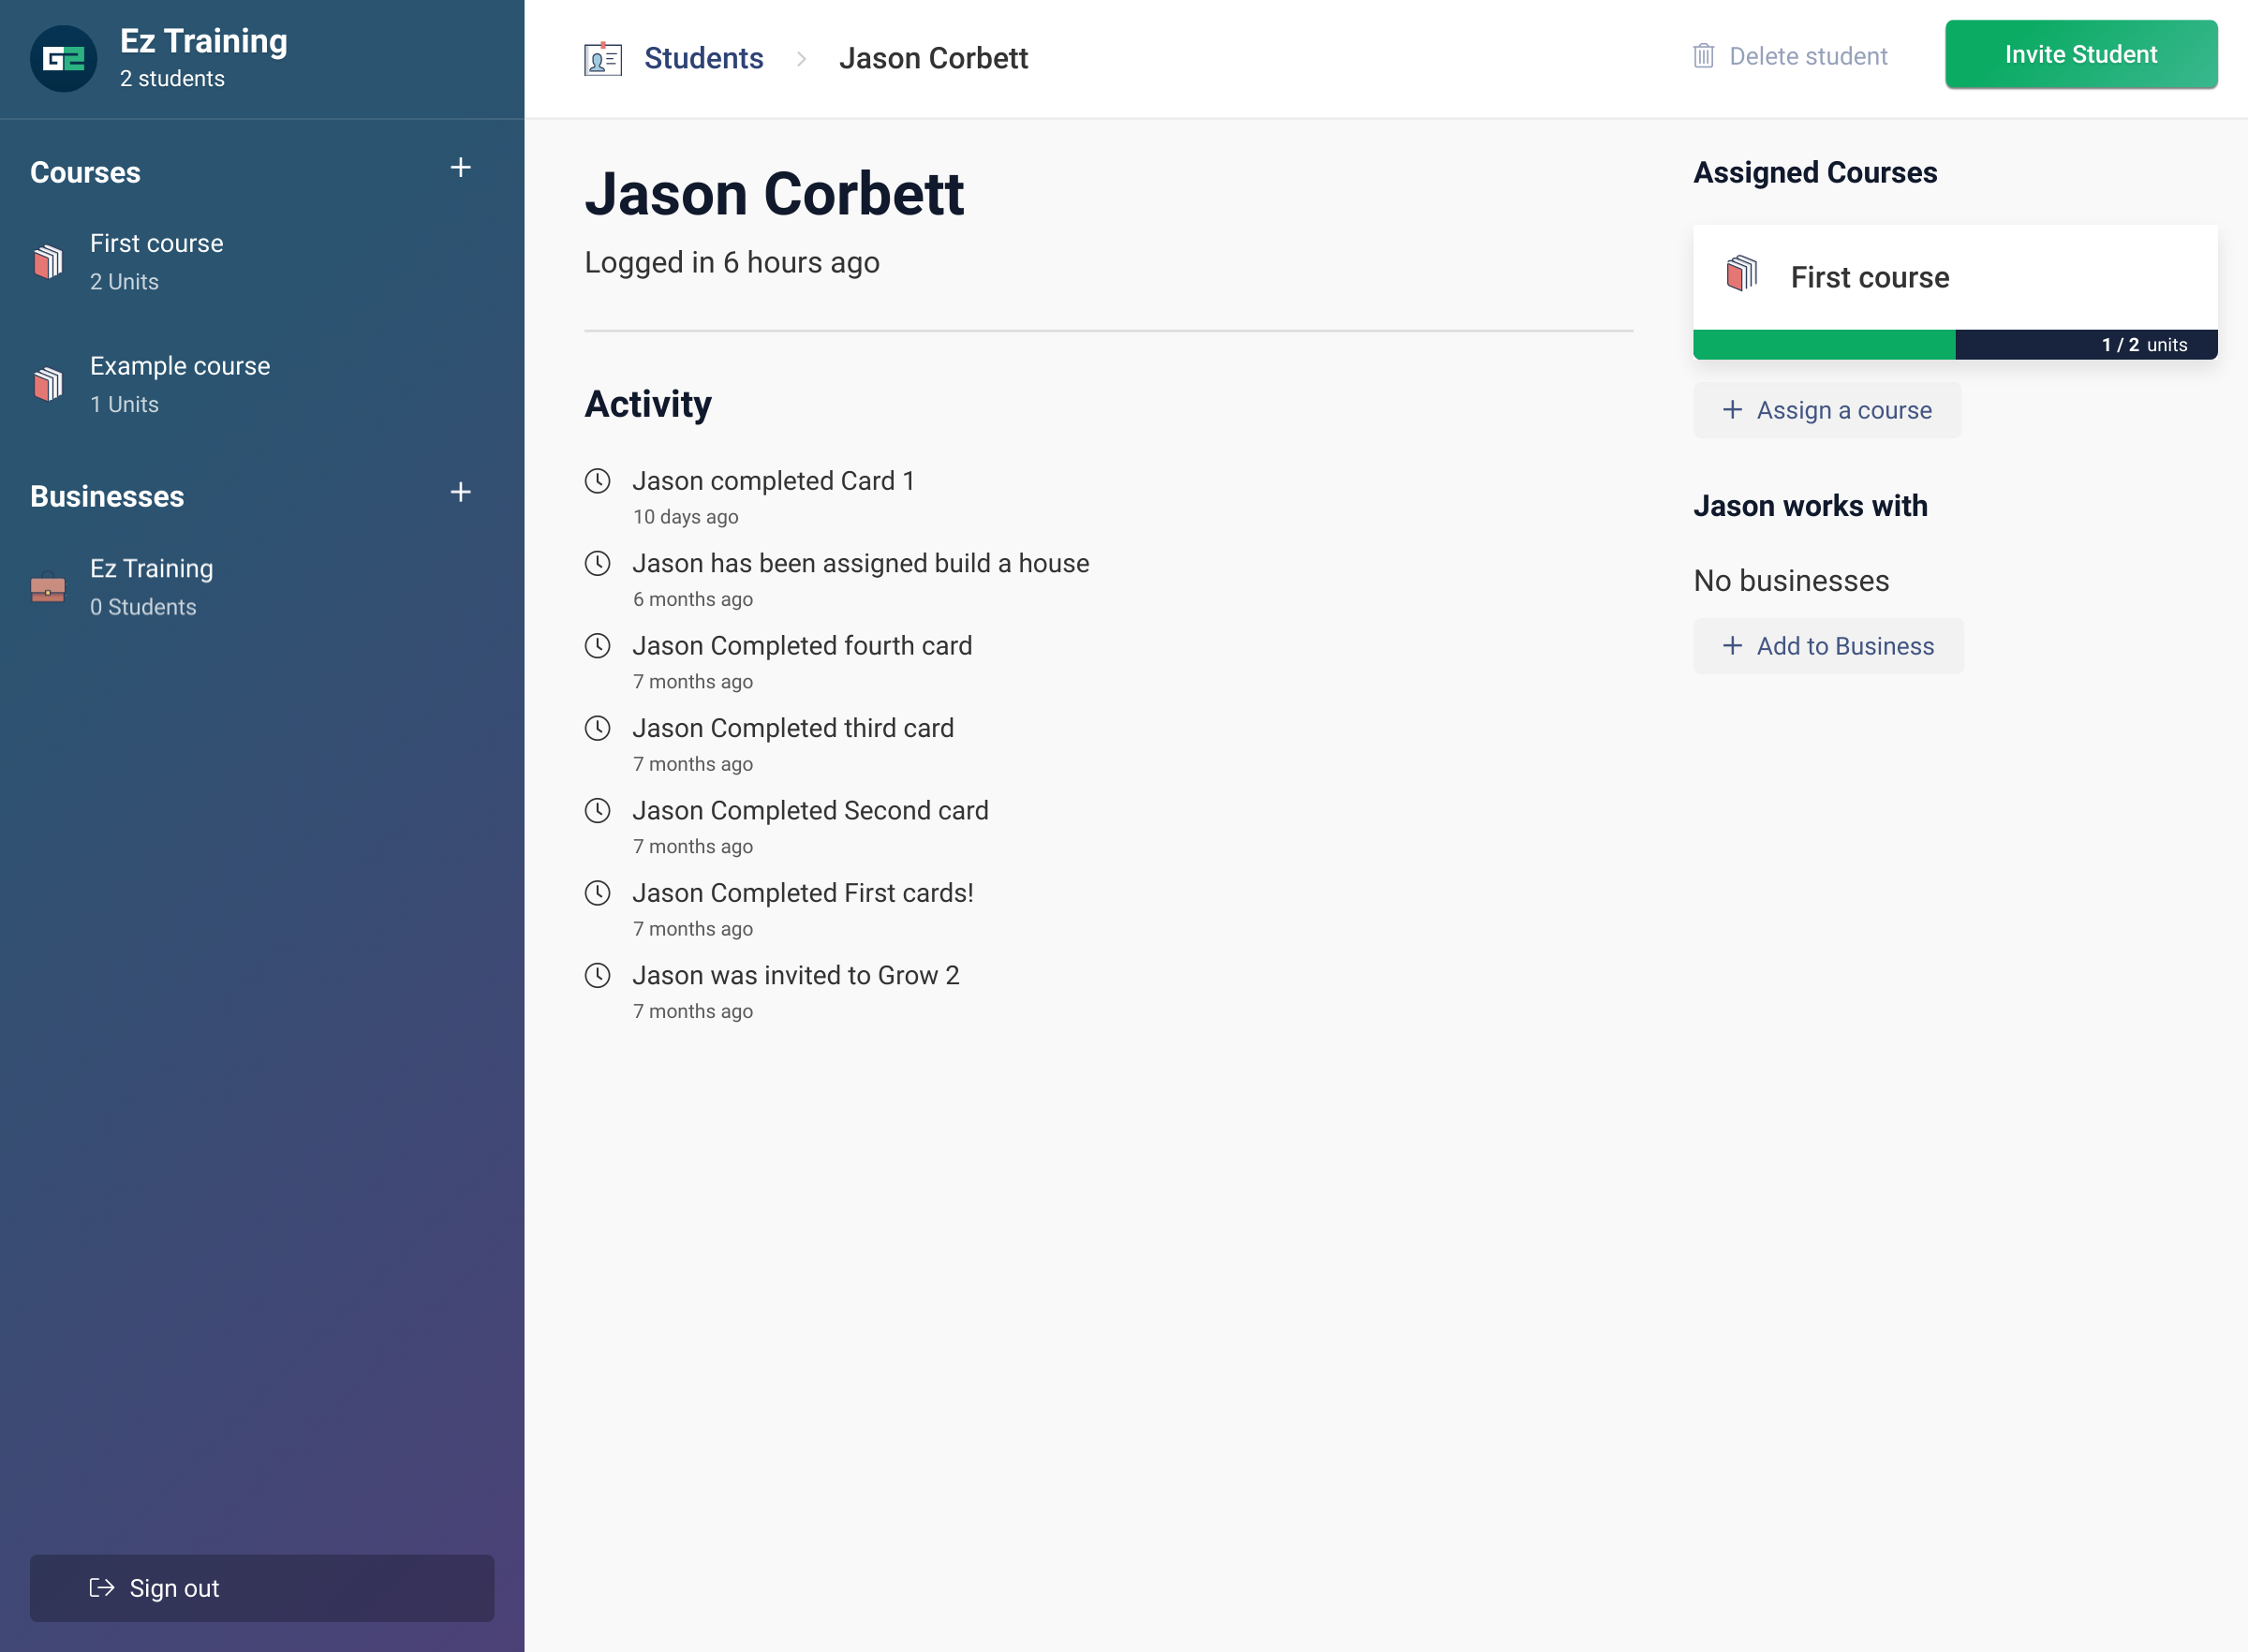 G2
Ez Training
2 students
Courses
First course
2 Units
Example course
1 Units
Businesses
Ez Training
0 Students
Sign out
Students
Jason Corbett
Delete student
Invite Student
Jason Corbett
Logged in 6 hours ago
Activity
Jason completed Card 1
10 days ago
Jason has been assigned build a house
6 months ago
Jason Completed fourth card
7 months ago
Jason Completed third card
7 months ago
Jason Completed Second card
7 months ago
Jason Completed First cards!
7 months ago
Jason was invited to Grow 2
7 months ago
Assigned Courses
First course
1 / 2 units
Assign a course
Jason works with
No businesses
Add to Business